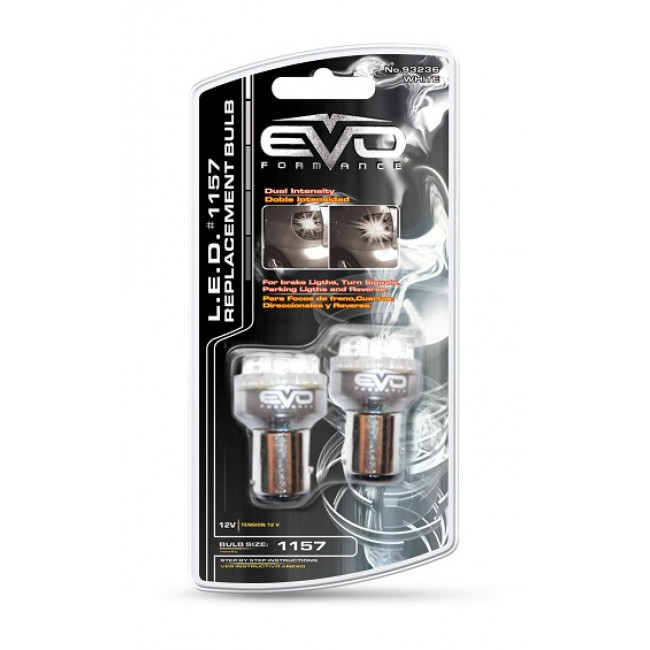 No.93236
WHITE
EVO
FORMANCE
L.E.D. #1157
REPLACEMENT BULB
Dual Intensity
Doble Intensidad
For brake Ligths, Turn Signals,
Parking Ligths and Reverse
Para Focos de freno,Cuartos,
Direccionales y Reversa
EVO
FORMANCE
EVO
FORMANCE
12V TENSION 12 V
BULB SIZE: 1157
STEP BY STEP INSTRUCTIONS
VER INSTRUCTIVO ANEXO